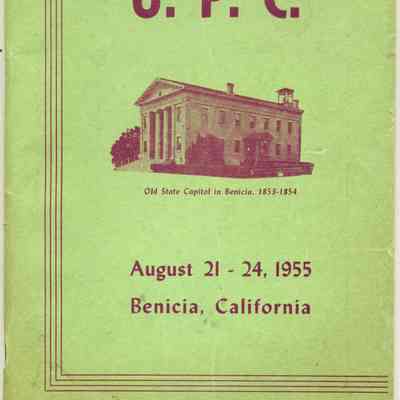 U. P. C.
Old State Capitol in Benicia, 1853-1854
August 21 - 24, 1955
Benicia, California